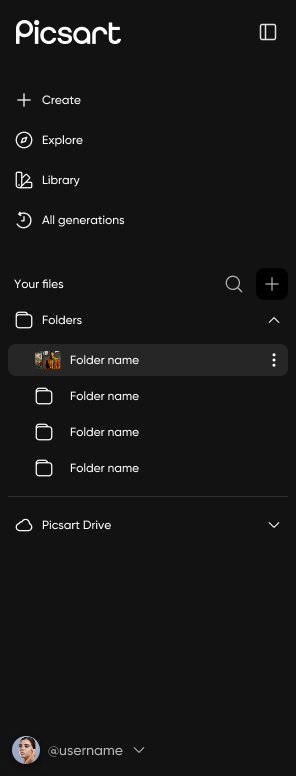 Picsart
Create
Explore
Library
All generations
Your files
Folders
Folder name
Folder name
Folder name
Folder name
Picsart Drive
@username